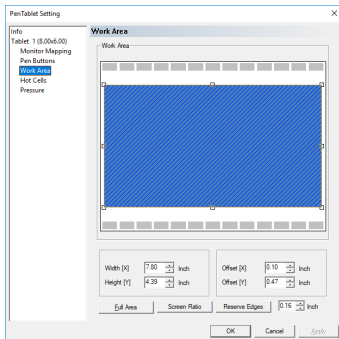 PenTablet Setting
Info
Tablet 1 (8.00x6.00)
Monitor Mapping
Pen Buttons
Work Area
Hot Cells
Pressure
Work Area
Work Area
Width [X] 7.80 Inch
Height [Y] 4.39 Inch
Offset [X] 0.10 Inch
Offset [Y] 0.47 Inch
Full Area Screen Ratio Reserve Edges 0.16 Inch
OK Cancel Apply